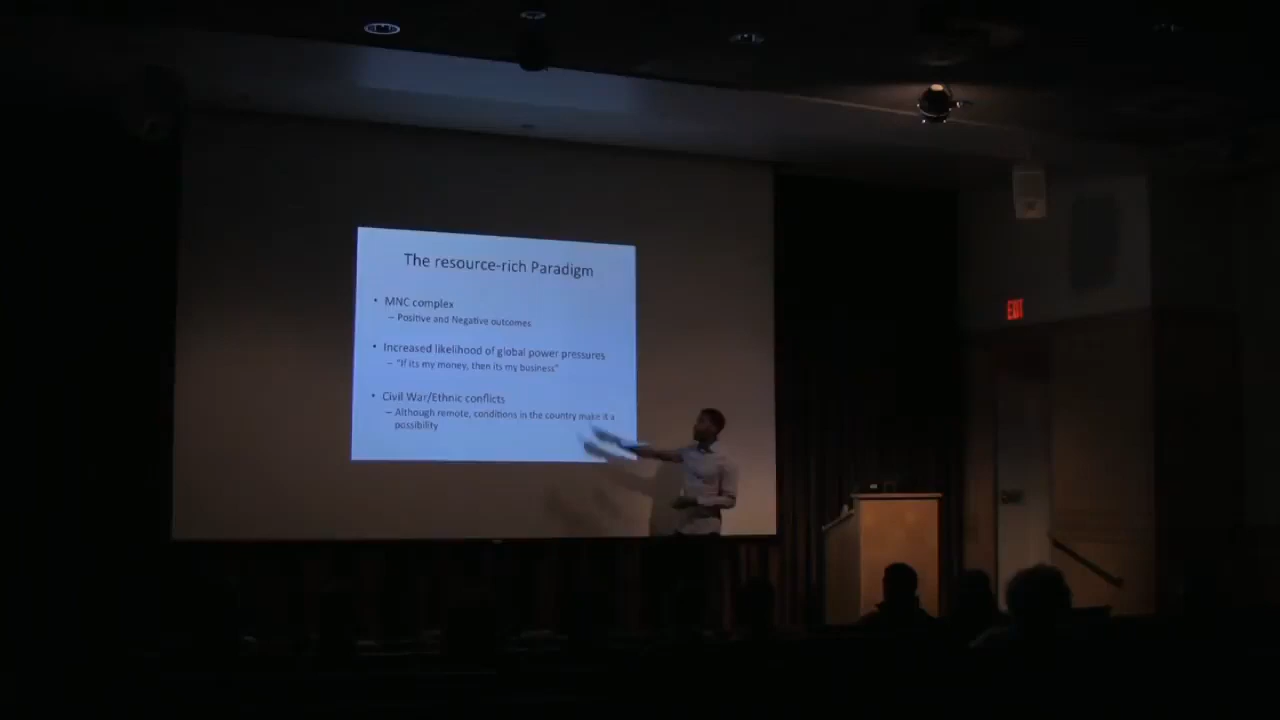 The resource-rich Paradigm
• MNC complex
– Positive and Negative outcomes
• Increased likelihood of global power pressures
– "If its my money, then its my business"
• Civil War/Ethnic conflicts
– Although remote, conditions in the country make it a
possibility
EXIT